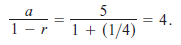 a / (1 − r) = 5 / (1 + (1/4)) = 4.